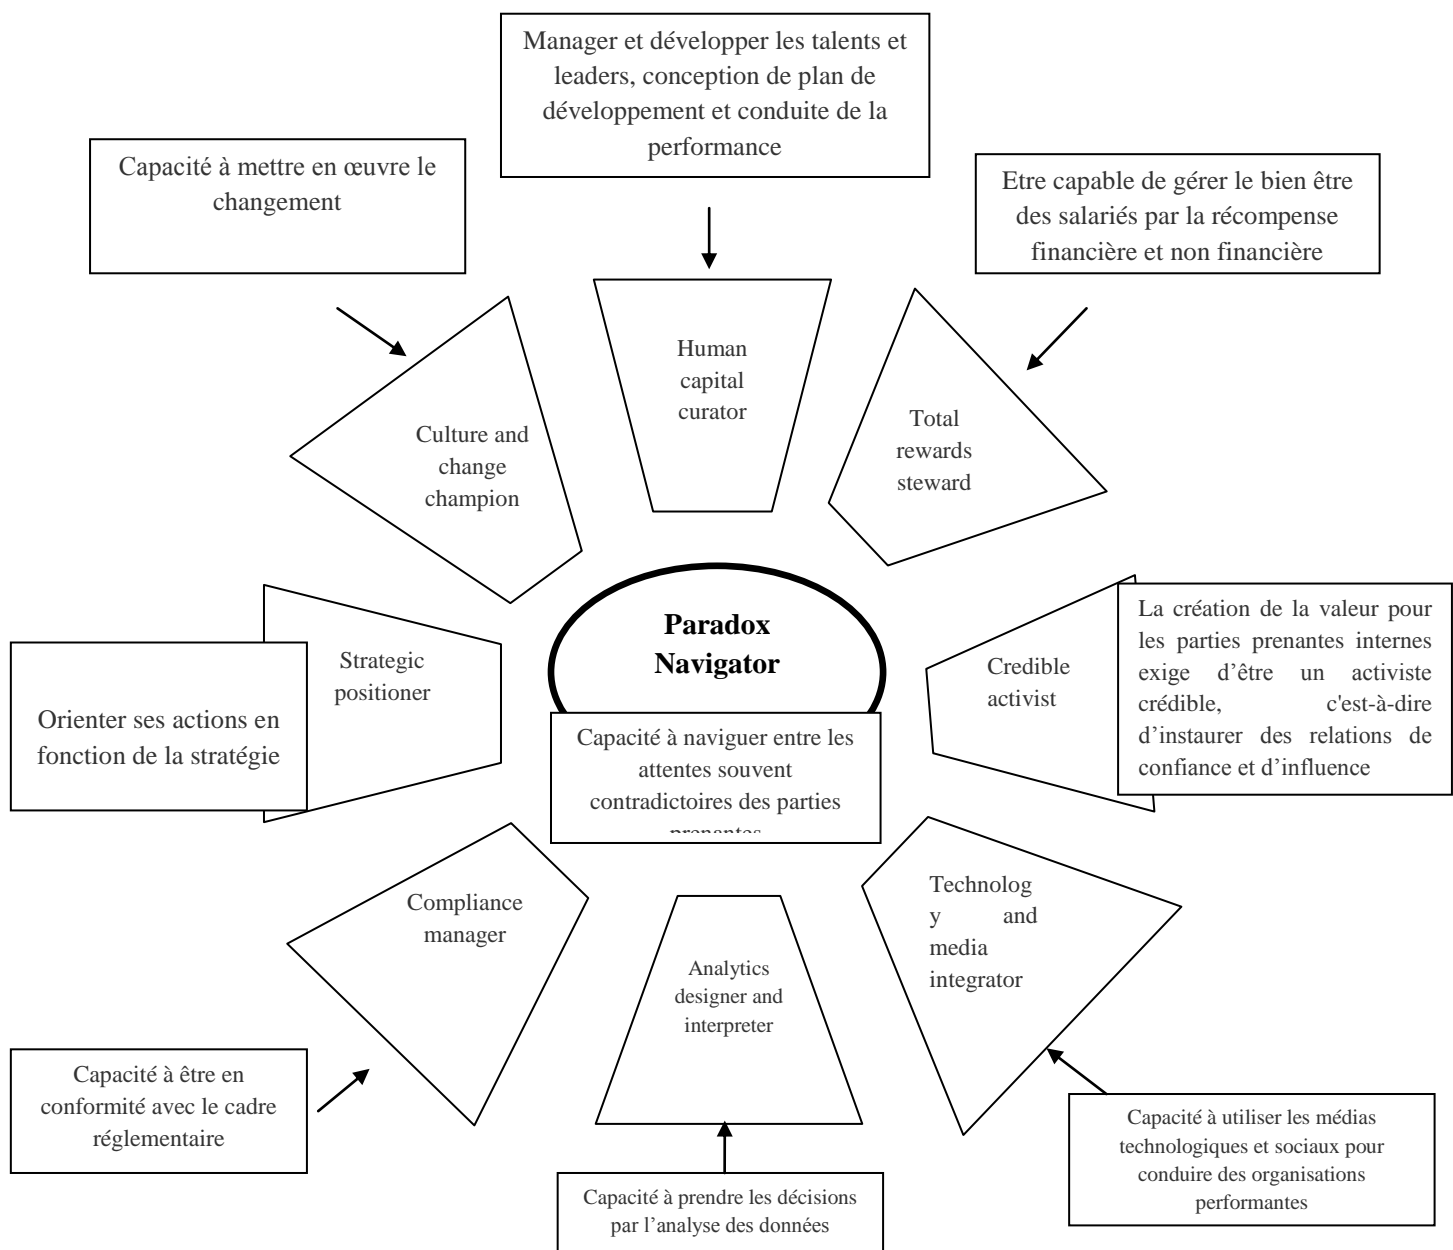 Manager et développer les talents et
leaders, conception de plan de
développement et conduite de la
performance
Capacité à mettre en œuvre le
changement
Etre capable de gérer le bien être
des salariés par la récompense
financière et non financière
Human
capital
curator
Culture and
change
champion
Total
rewards
steward
Paradox
Navigator
Strategic
positioner
Orienter ses actions en
fonction de la stratégie
Capacité à naviguer entre les
attentes souvent
contradictoires des parties
prenantes.
Credible
activist
La création de la valeur pour
les parties prenantes internes
exige d’être un activiste
crédible, c'est-à-dire
d’instaurer des relations de
confiance et d’influence
Compliance
manager
Analytics
designer and
interpreter
Technolog
y and
media
integrator
Capacité à être en
conformité avec le cadre
réglementaire
Capacité à prendre les décisions
par l’analyse des données
Capacité à utiliser les médias
technologiques et sociaux pour
conduire des organisations
performantes